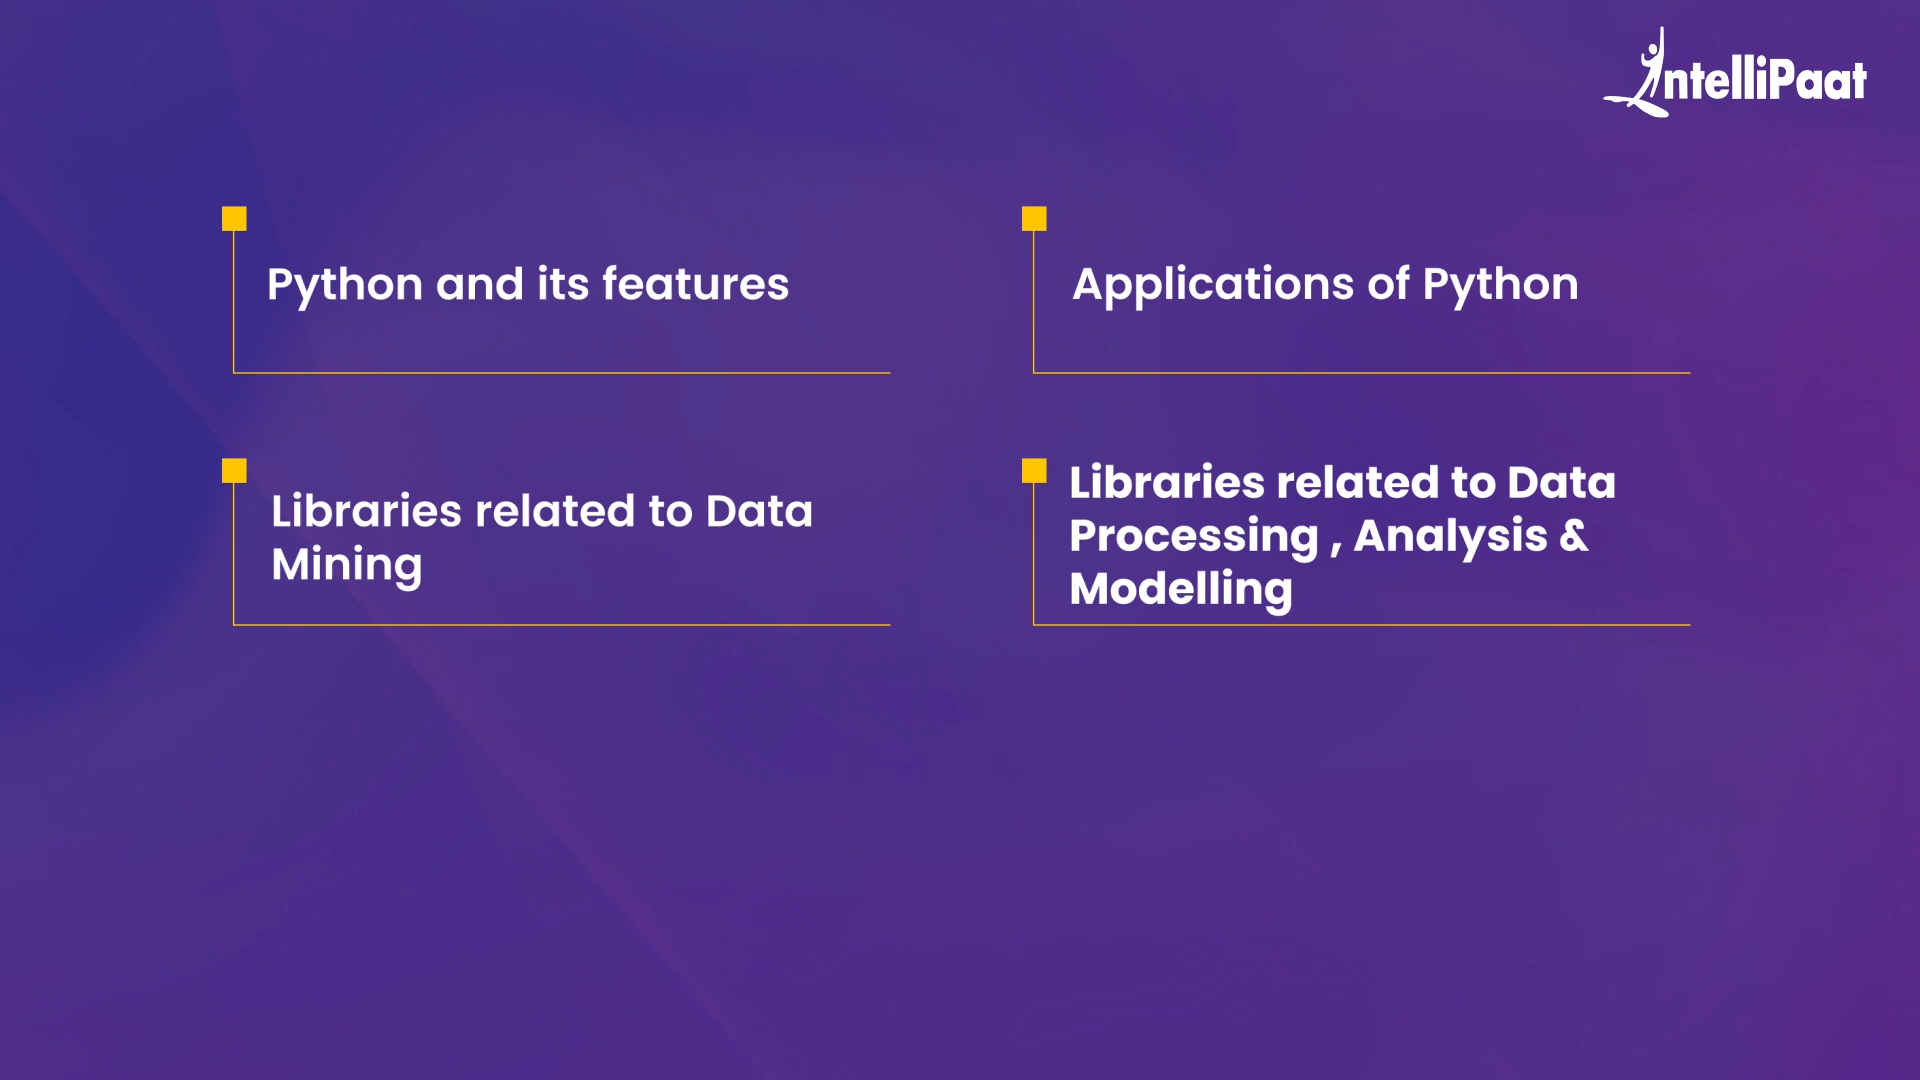 IntelliPaat
Python and its features
Applications of Python
Libraries related to Data
Mining
Libraries related to Data
Processing , Analysis &
Modelling